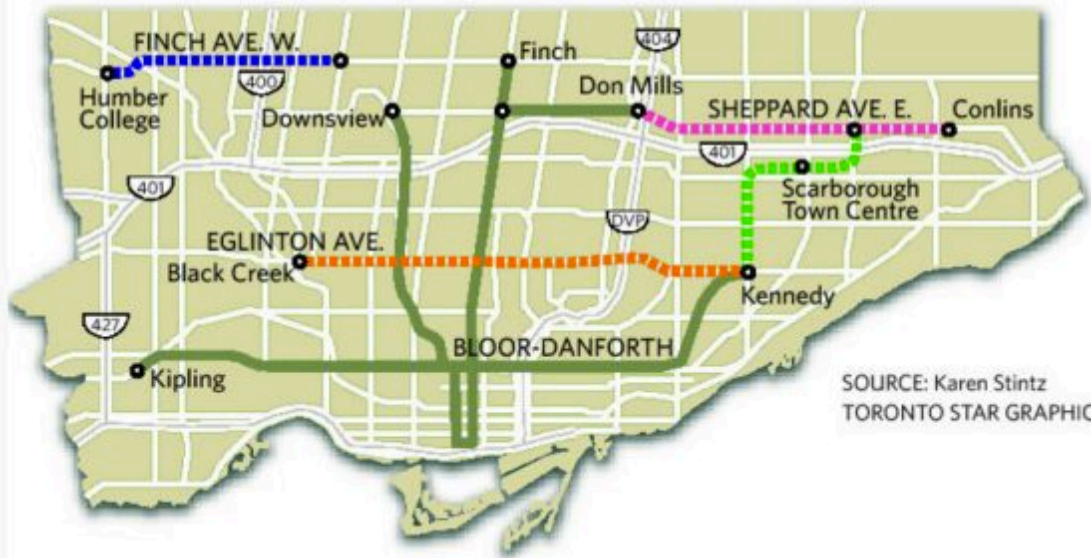 FINCH AVE. W.
Finch
404
400
Don Mills
Humber
College
Downsview
SHEPPARD AVE. E.
Conlins
401
401
Scarborough
Town Centre
DVP
EGLINTON AVE.
Black Creek
Kennedy
427
BLOOR-DANFORTH
Kipling
SOURCE: Karen Stintz
TORONTO STAR GRAPHIC